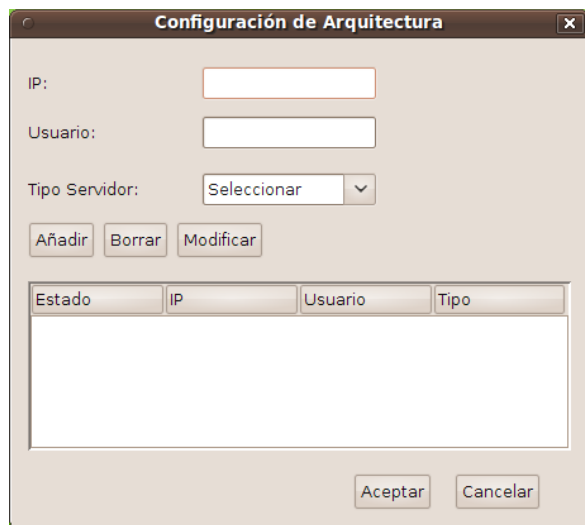 Configuración de Arquitectura
IP:
Usuario:
Tipo Servidor: Seleccionar
Añadir Borrar Modificar
Estado IP Usuario Tipo
Aceptar Cancelar